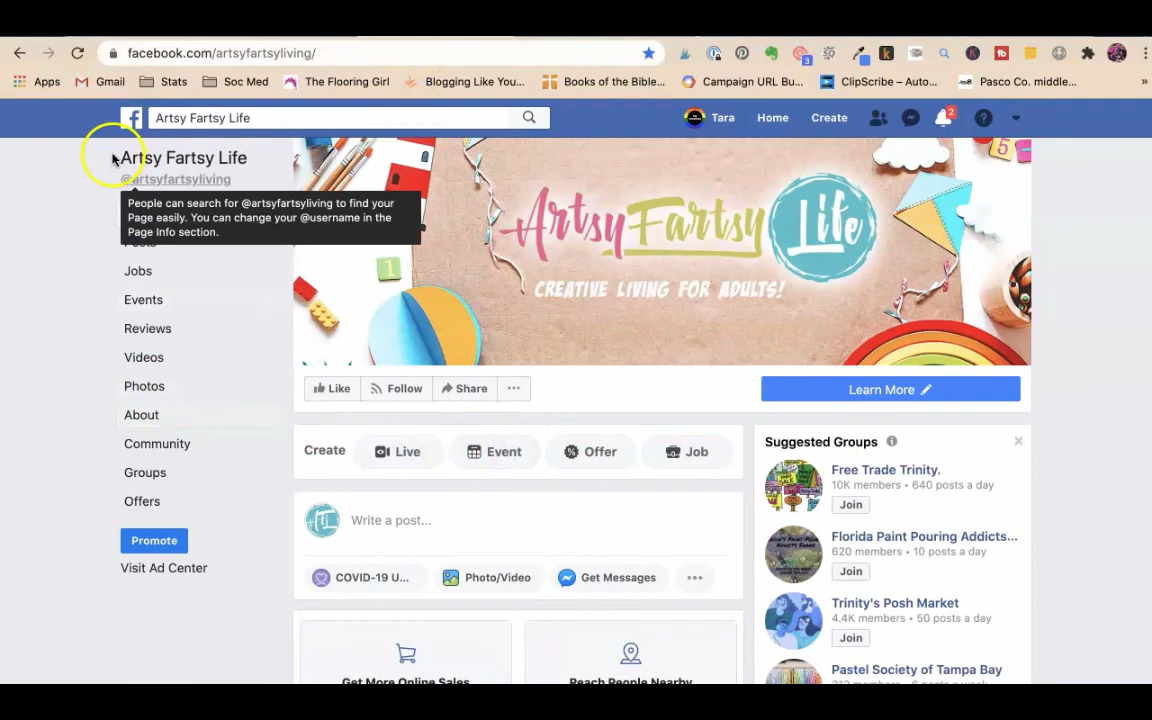 facebook.com/artsyfartsyliving/
3
Apps
Gmail
Stats
Soc Med
The Flooring Girl
Blogging Like You...
Books of the Bible...
Campaign URL Bu...
ClipScribe – Auto...
Pasco Co. middle...
»
Artsy Fartsy Life
Tara
Home
Create
2
Artsy Fartsy Life
@artsyfartsyliving
People can search for @artsyfartsyliving to find your
Page easily. You can change your @username in the
Page Info section.
Posts
Jobs
Events
Reviews
Videos
Photos
About
Community
Groups
Offers
Promote
Visit Ad Center
1
5
Artsy Fartsy Life
CREATIVE LIVING FOR ADULTS!
Like
Follow
Share
...
Learn More
Create
Live
Event
Offer
Job
Write a post...
COVID-19 U...
Photo/Video
Get Messages
...
Get More Online Sales
Reach People Nearby
Suggested Groups
Free Trade Trinity.
10K members • 640 posts a day
Join
Florida Paint Pouring Addicts...
620 members • 10 posts a day
Join
Trinity's Posh Market
4.4K members • 50 posts a day
Join
Pastel Society of Tampa Bay